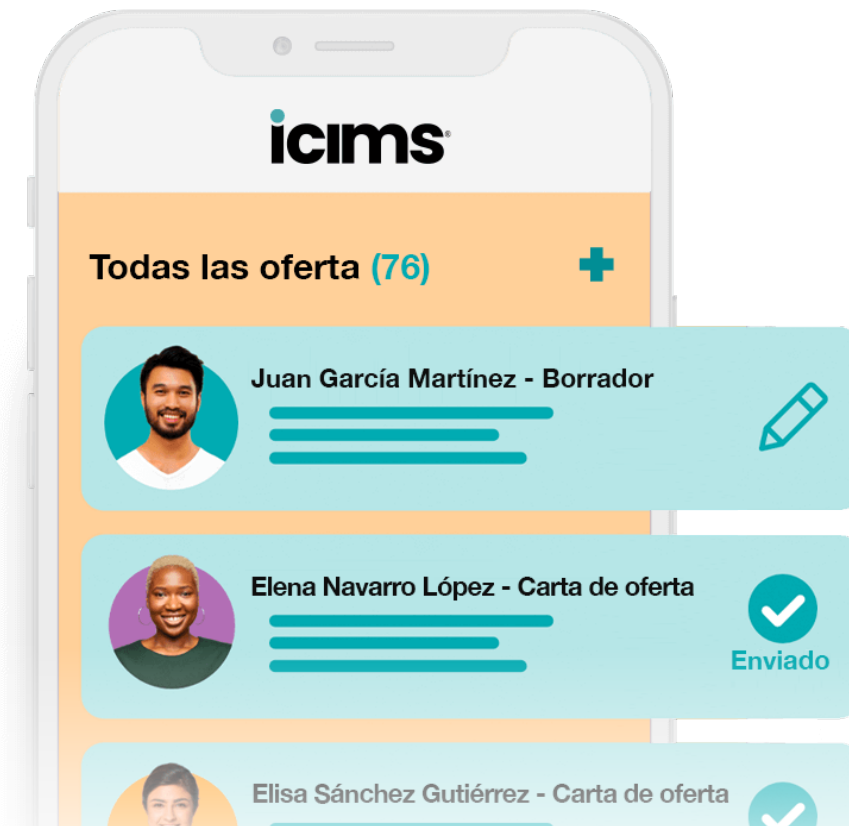 icims
Todas las oferta (76)
Juan García Martínez - Borrador
Elena Navarro López - Carta de oferta
Enviado
Elisa Sánchez Gutiérrez - Carta de oferta